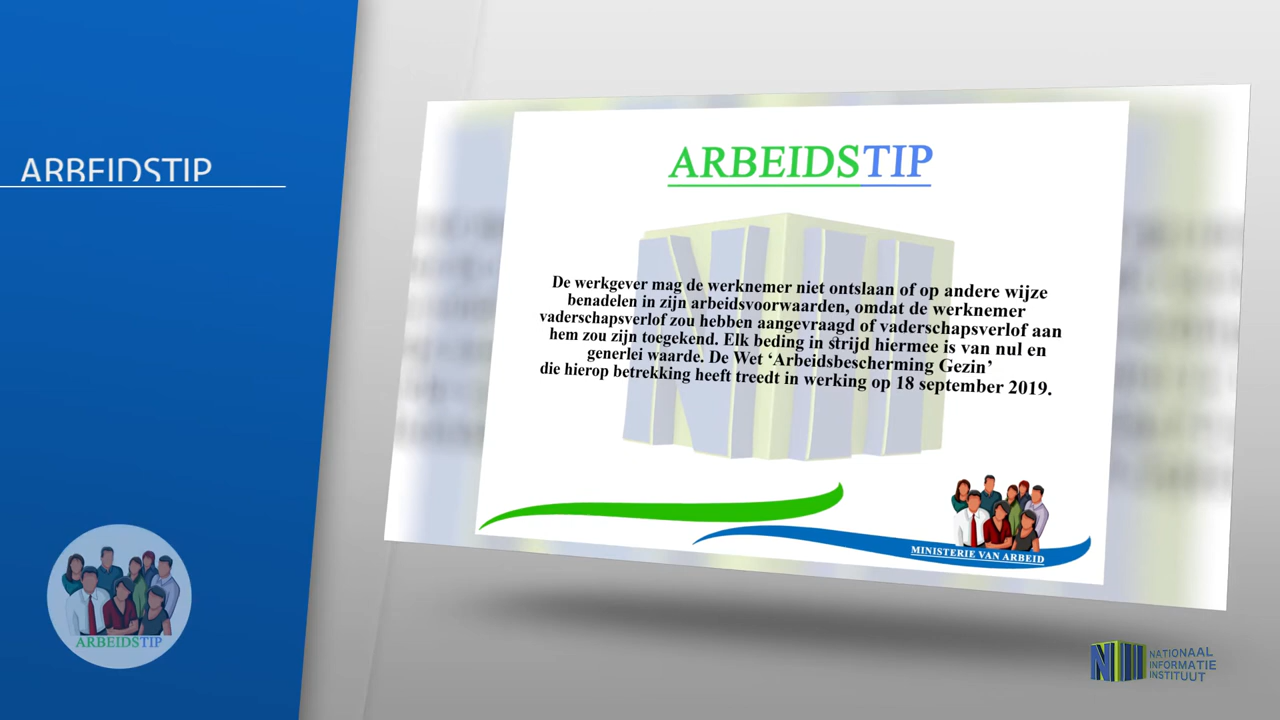 ARBEIDSTIP
ARBEIDSTIP
De werkgever mag de werknemer niet ontslaan of op andere wijze
benadelen in zijn arbeidsvoorwaarden, omdat de werknemer
vaderschapsverlof zou hebben aangevraagd of vaderschapsverlof aan
hem zou zijn toegekend. Elk beding in strijd hiermee is van nul en
generlei waarde. De Wet ‘Arbeidsbescherming Gezin’
die hierop betrekking heeft treedt in werking op 18 september 2019.
MINISTERIE VAN ARBEID
ARBEIDSTIP
NII
NATIONAAL
INFORMATIE
INSTITUUT